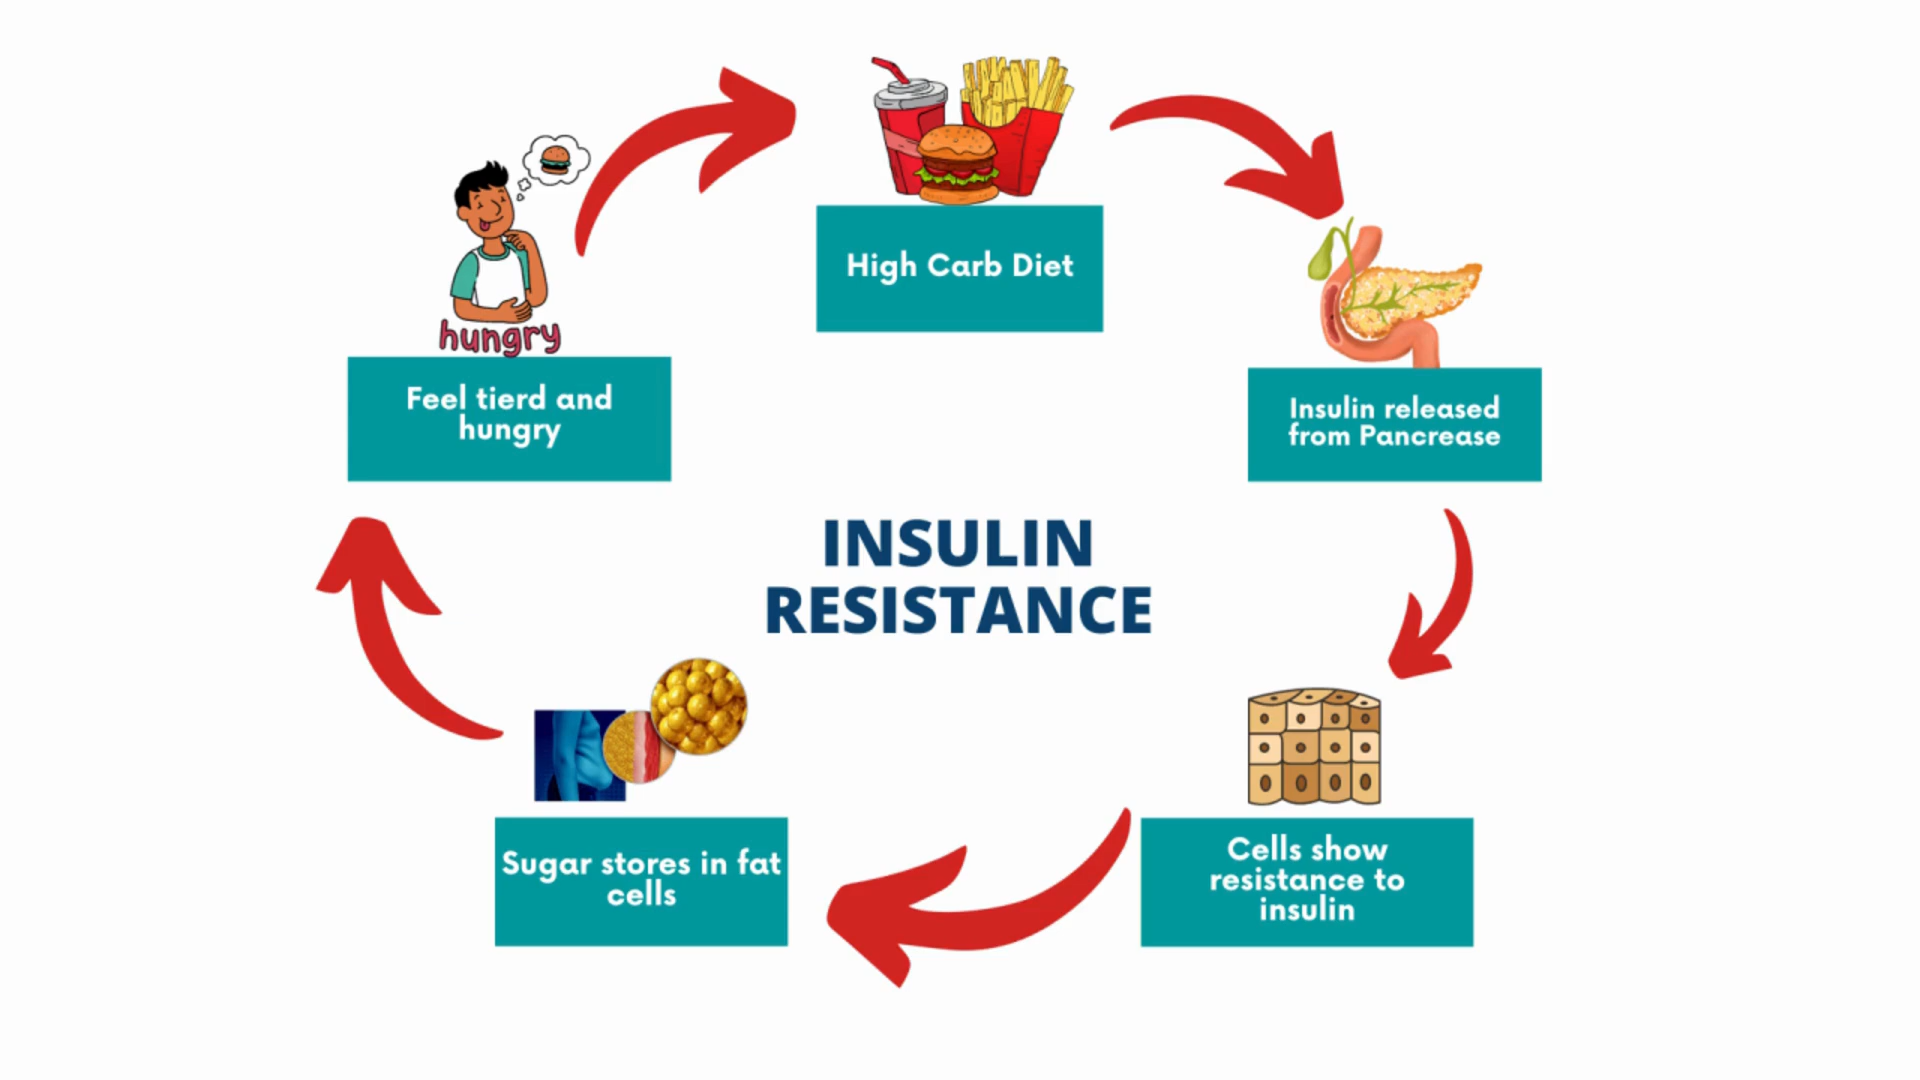 High Carb Diet
hungry
Feel tierd and
hungry
Insulin released
from Pancrease
INSULIN
RESISTANCE
Sugar stores in fat
cells
Cells show
resistance to
insulin